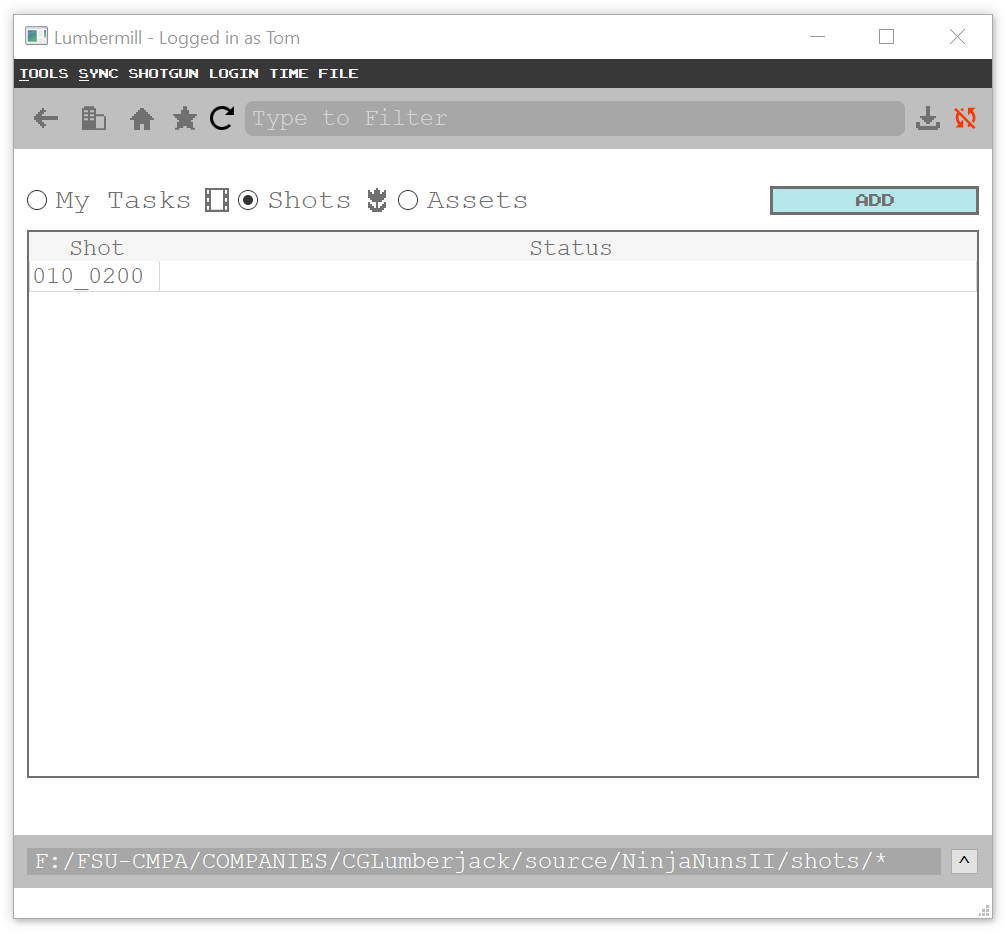 Lumbermill - Logged in as Tom
TOOLS SYNC SHOTGUN LOGIN TIME FILE
Type to Filter
My Tasks Shots Assets ADD
Shot Status
010_0200
F:/FSU-CMPA/COMPANIES/CGLumberjack/source/NinjaNunsII/shots/* ^